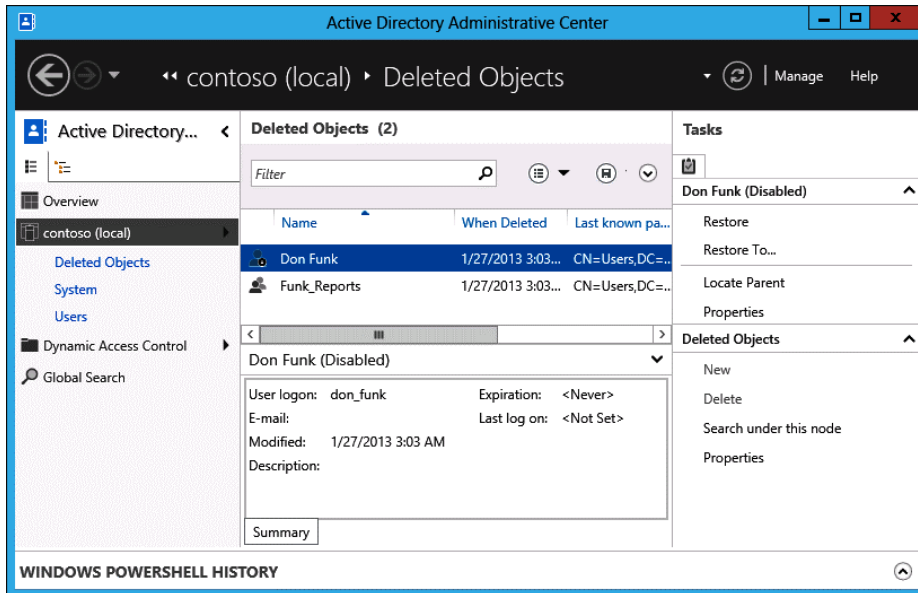 Active Directory Administrative Center
contoso (local) Deleted Objects
Manage Help
Active Directory...
Overview
contoso (local)
Deleted Objects
System
Users
Dynamic Access Control
Global Search
Deleted Objects (2)
Filter
Name When Deleted Last known pa...
Don Funk 1/27/2013 3:03... CN=Users,DC=...
Funk_Reports 1/27/2013 3:03... CN=Users,DC=...
Don Funk (Disabled)
User logon: don_funk Expiration: <Never>
E-mail: Last log on: <Not Set>
Modified: 1/27/2013 3:03 AM
Description:
Summary
Tasks
Don Funk (Disabled)
Restore
Restore To...
Locate Parent
Properties
Deleted Objects
New
Delete
Search under this node
Properties
WINDOWS POWERSHELL HISTORY